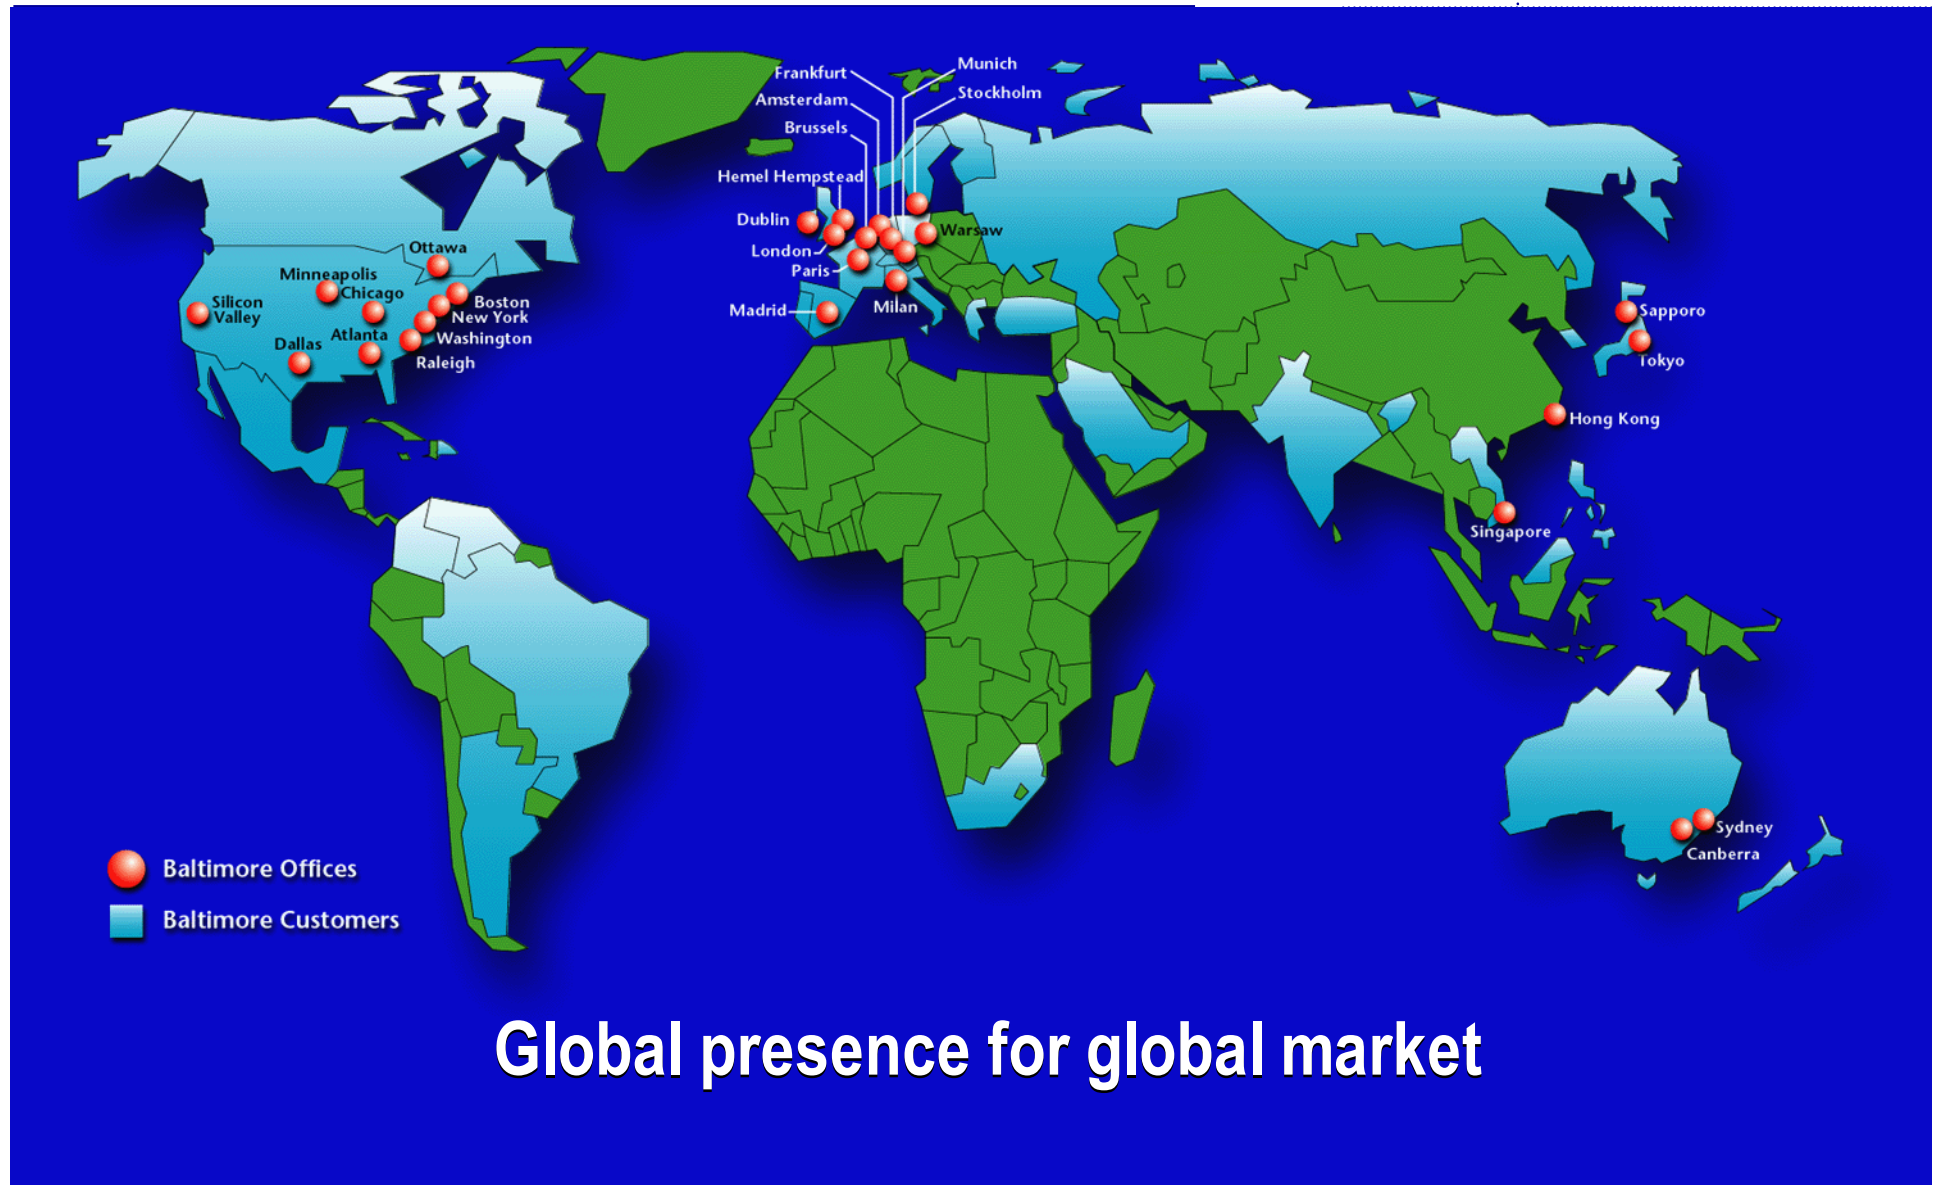 Frankfurt
Munich
Amsterdam
Stockholm
Brussels
Hemel Hempstead
Dublin
Warsaw
London
Paris
Madrid
Milan
Ottawa
Minneapolis
Chicago
Silicon
Valley
Boston
New York
Atlanta
Washington
Dallas
Raleigh
Sapporo
Tokyo
Hong Kong
Singapore
Sydney
Canberra
Baltimore Offices
Baltimore Customers
Global presence for global market